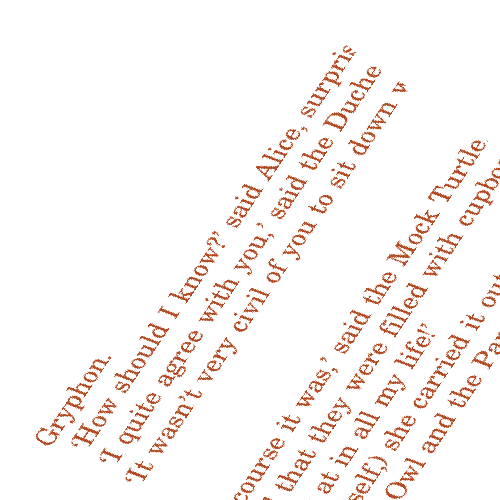 Gryphon.
'How should I know?' said Alice, surpris
'I quite agree with you,' said the Duche
'It wasn't very civil of you to sit down w
course it was,' said the Mock Turtle
that they were filled with cupbo
at in all my life!'
self) she carried it out
Owl and the Pan